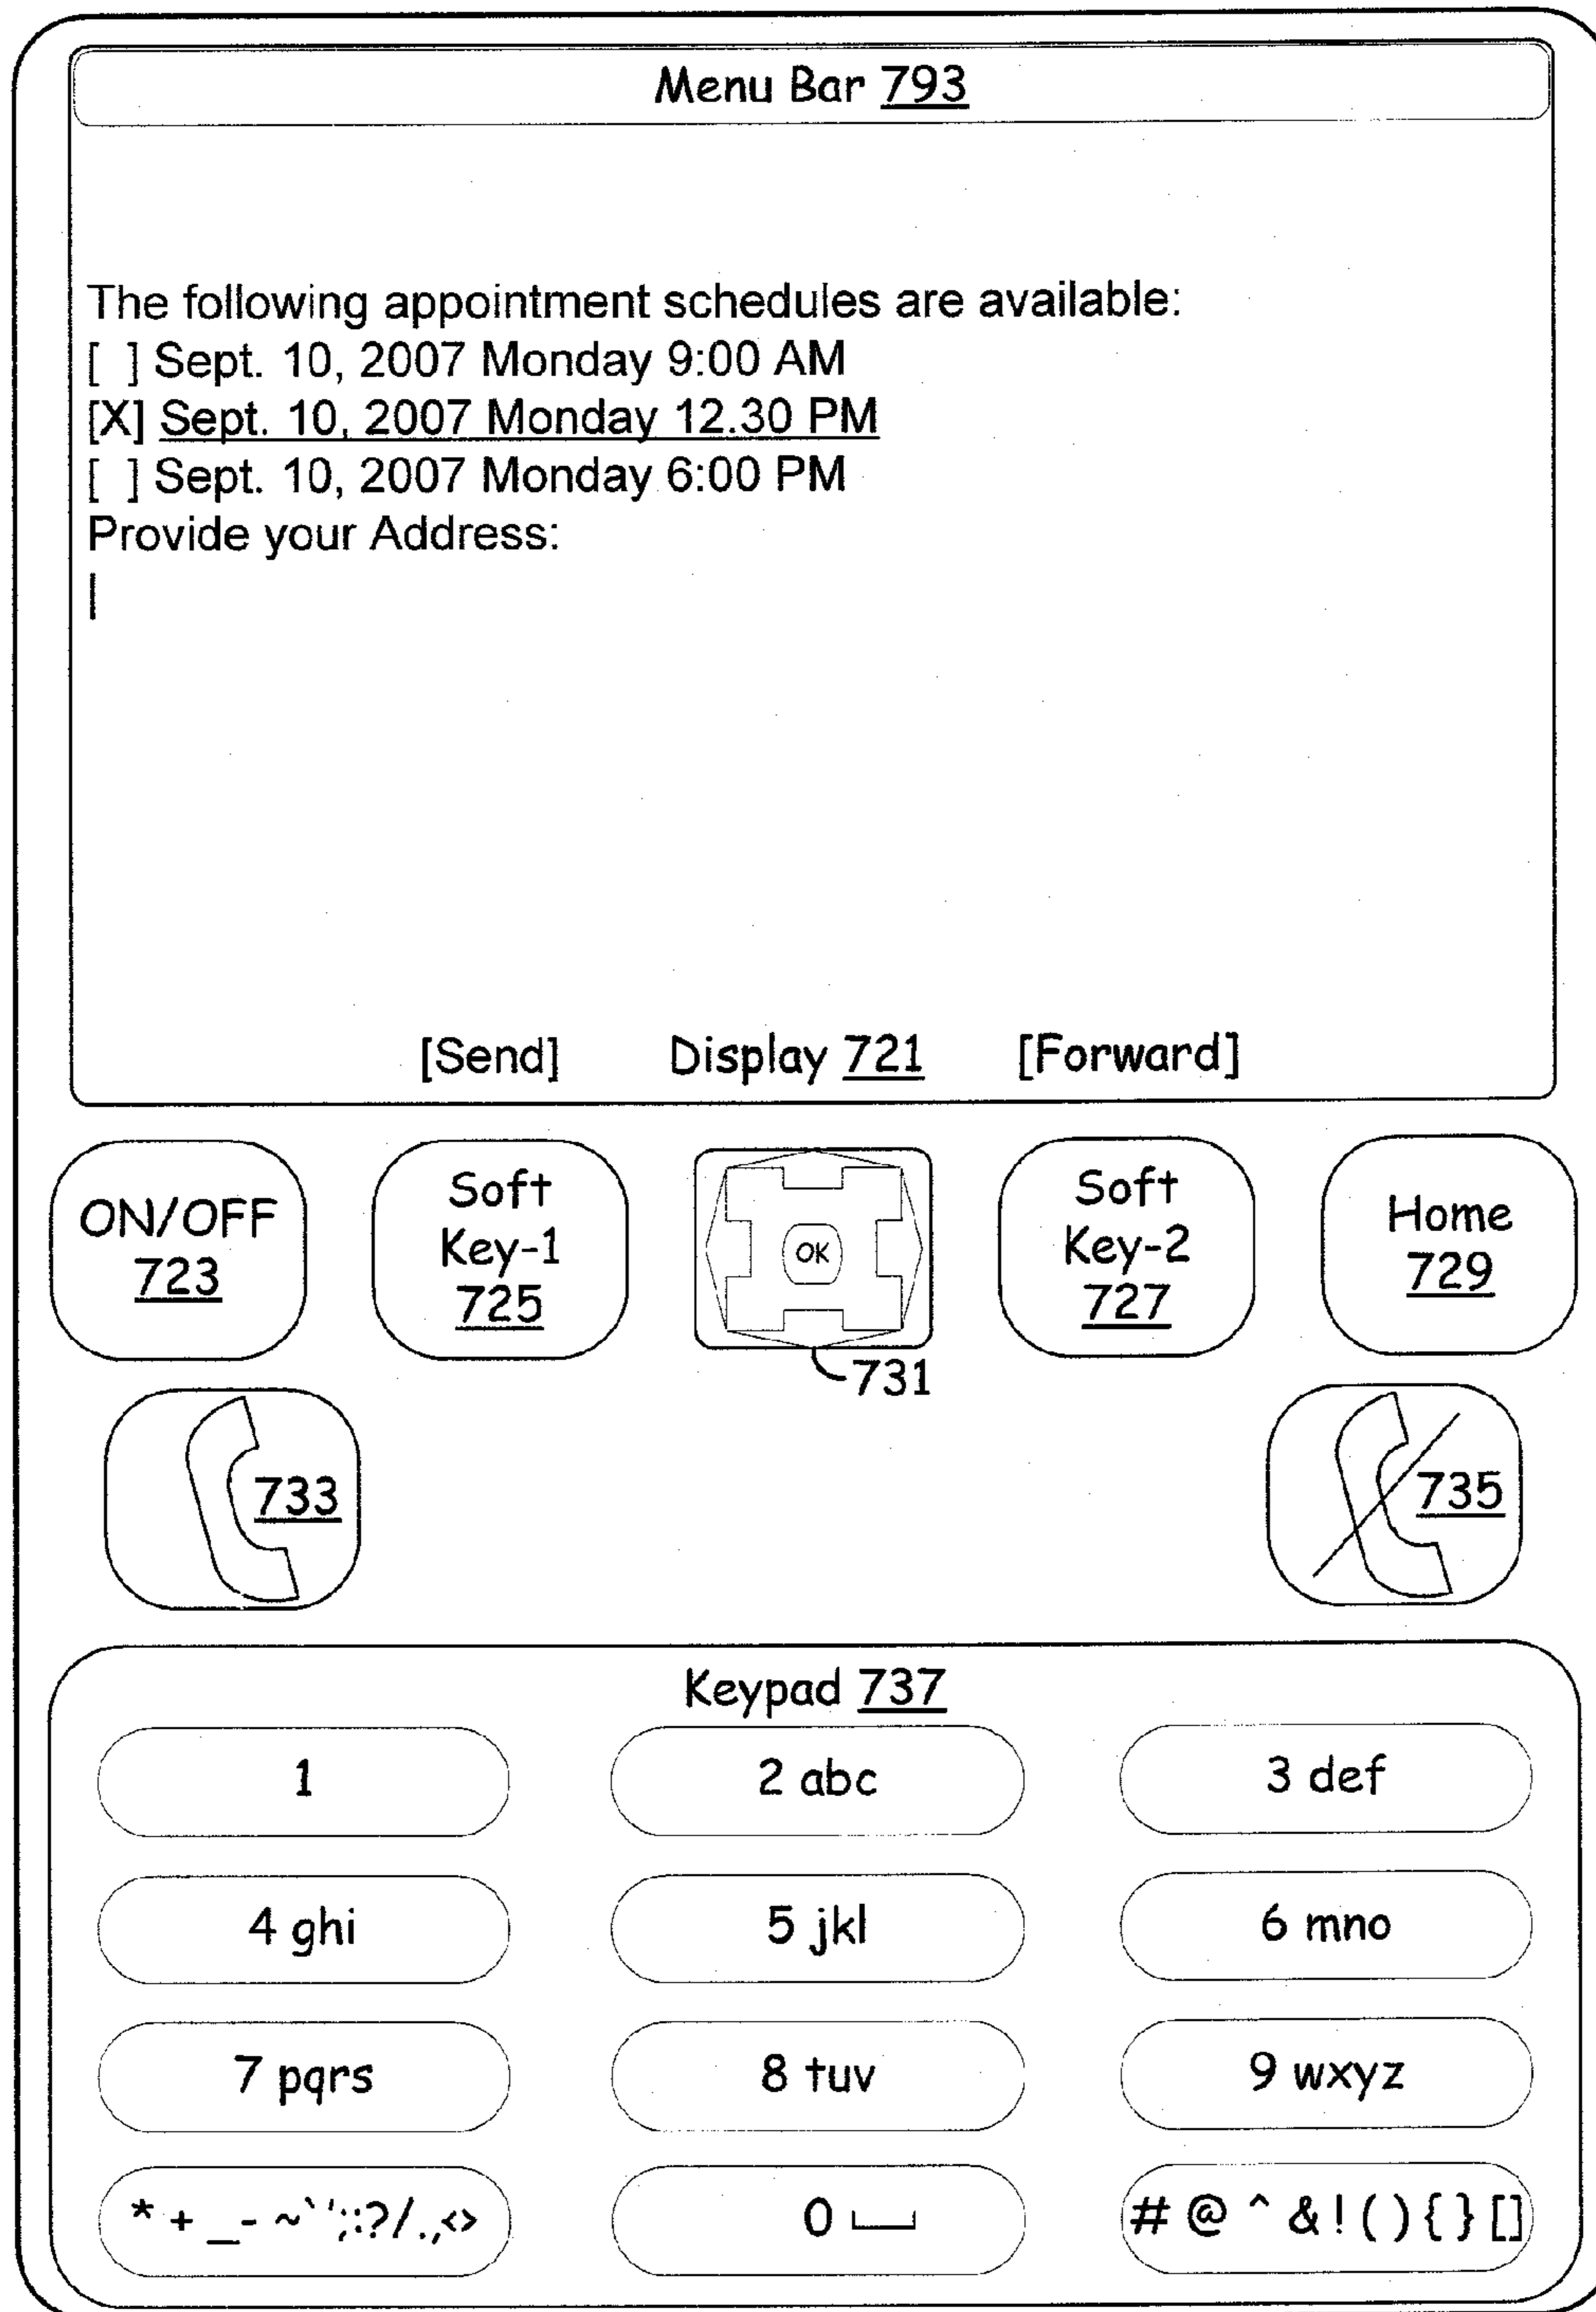 Menu Bar 793
The following appointment schedules are available:
[ ] Sept. 10, 2007 Monday 9:00 AM
[X] Sept. 10, 2007 Monday 12.30 PM
[ ] Sept. 10, 2007 Monday 6:00 PM
Provide your Address:
[Send] Display 721 [Forward]
ON/OFF
723
Soft
Key-1
725
OK
731
Soft
Key-2
727
Home
729
733
735
Keypad 737
1
2 abc
3 def
4 ghi
5 jkl
6 mno
7 pqrs
8 tuv
9 wxyz
* + _- ~`';:?/.,<>
0
# @ ^ & ! ( ) { } []